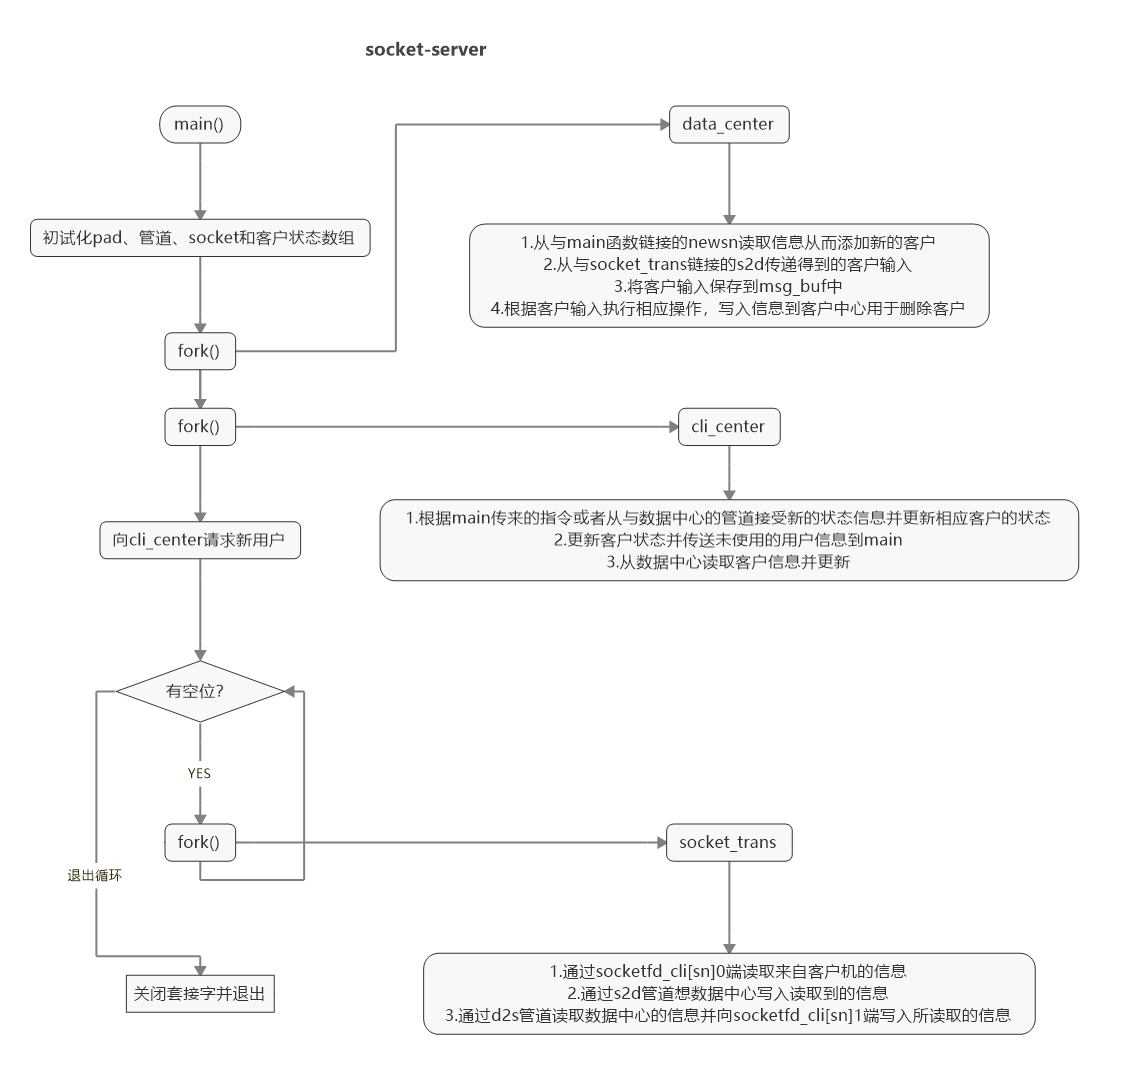 socket-server
main()
data_center
初试化pad、管道、socket和客户状态数组
1.从与main函数链接的newsn读取信息从而添加新的客户
2.从与socket_trans链接的s2d传递得到的客户输入
3.将客户输入保存到msg_buf中
4.根据客户输入执行相应操作，写入信息到客户中心用于删除客户
fork()
fork()
cli_center
向cli_center请求新用户
1.根据main传来的指令或者从与数据中心的管道接受新的状态信息并更新相应客户的状态
2.更新客户状态并传送未使用的用户信息到main
3.从数据中心读取客户信息并更新
有空位?
YES
fork()
socket_trans
退出循环
关闭套接字并退出
1.通过socketfd_cli[sn]0端读取来自客户机的信息
2.通过s2d管道想数据中心写入读取到的信息
3.通过d2s管道读取数据中心的信息并向socketfd_cli[sn]1端写入所读取的信息